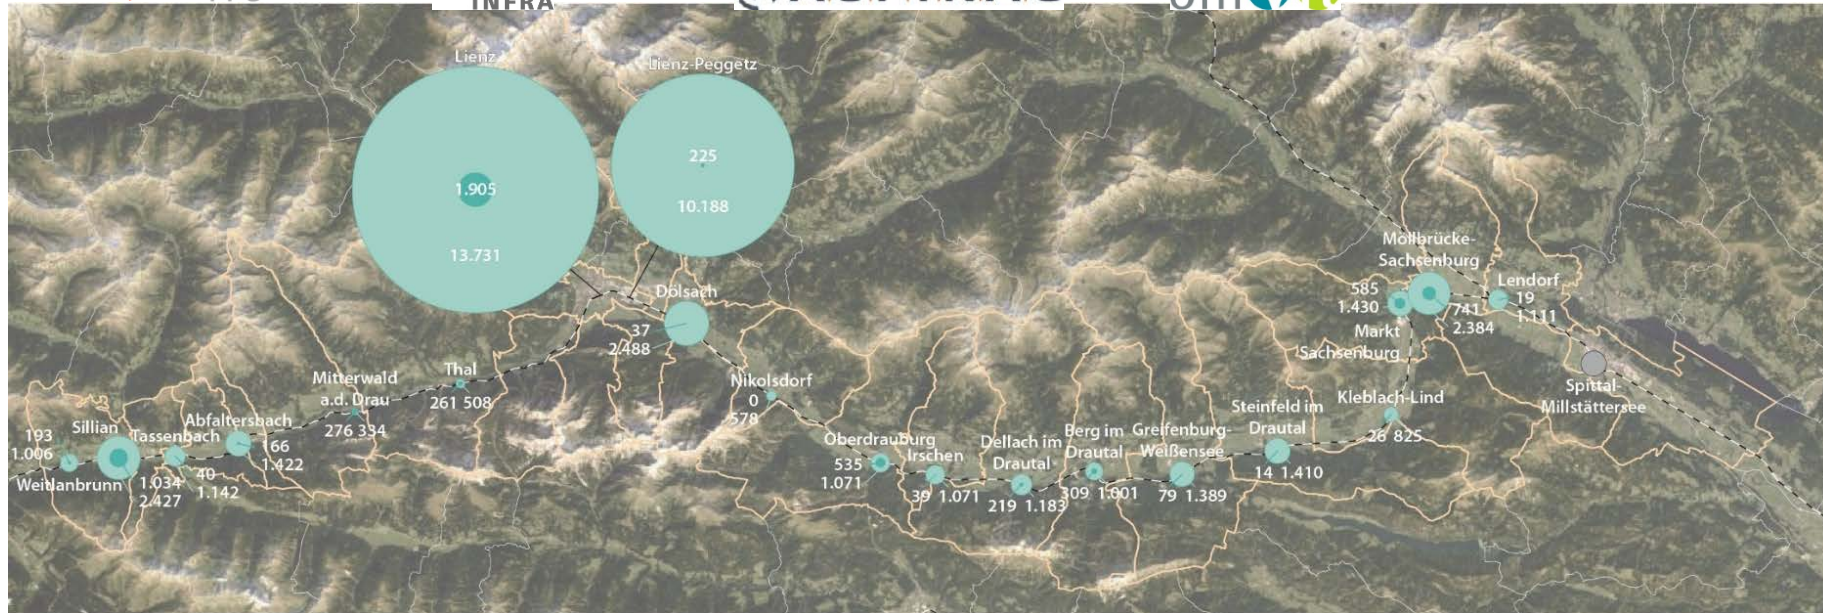 INFRA
Lienz
1.905
13.731
Lienz-Peggetz
225
10.188
Dölsach
37
2.488
Möllbrücke-
Sachsenburg
741
2.384
585
1.430
Markt
Sachsenburg
Lendorf
19
1.111
Spittal-
Millstättersee
Kleblach-Lind
26 825
Steinfeld im
Drautal
14 1.410
Greifenburg-
Weißensee
79 1.389
Berg im
Drautal
309 1.001
Dellach im
Drautal
219 1.183
Irschen
39 1.071
Oberdrauburg
535
1.071
Nikolsdorf
0
578
Thal
261 508
Mitterwald
a.d. Drau
276 334
Abfaltersbach
166
1.422
Tassenbach
40
1.142
Sillian
1.034
2.427
193
1.006
Weitlanbrunn